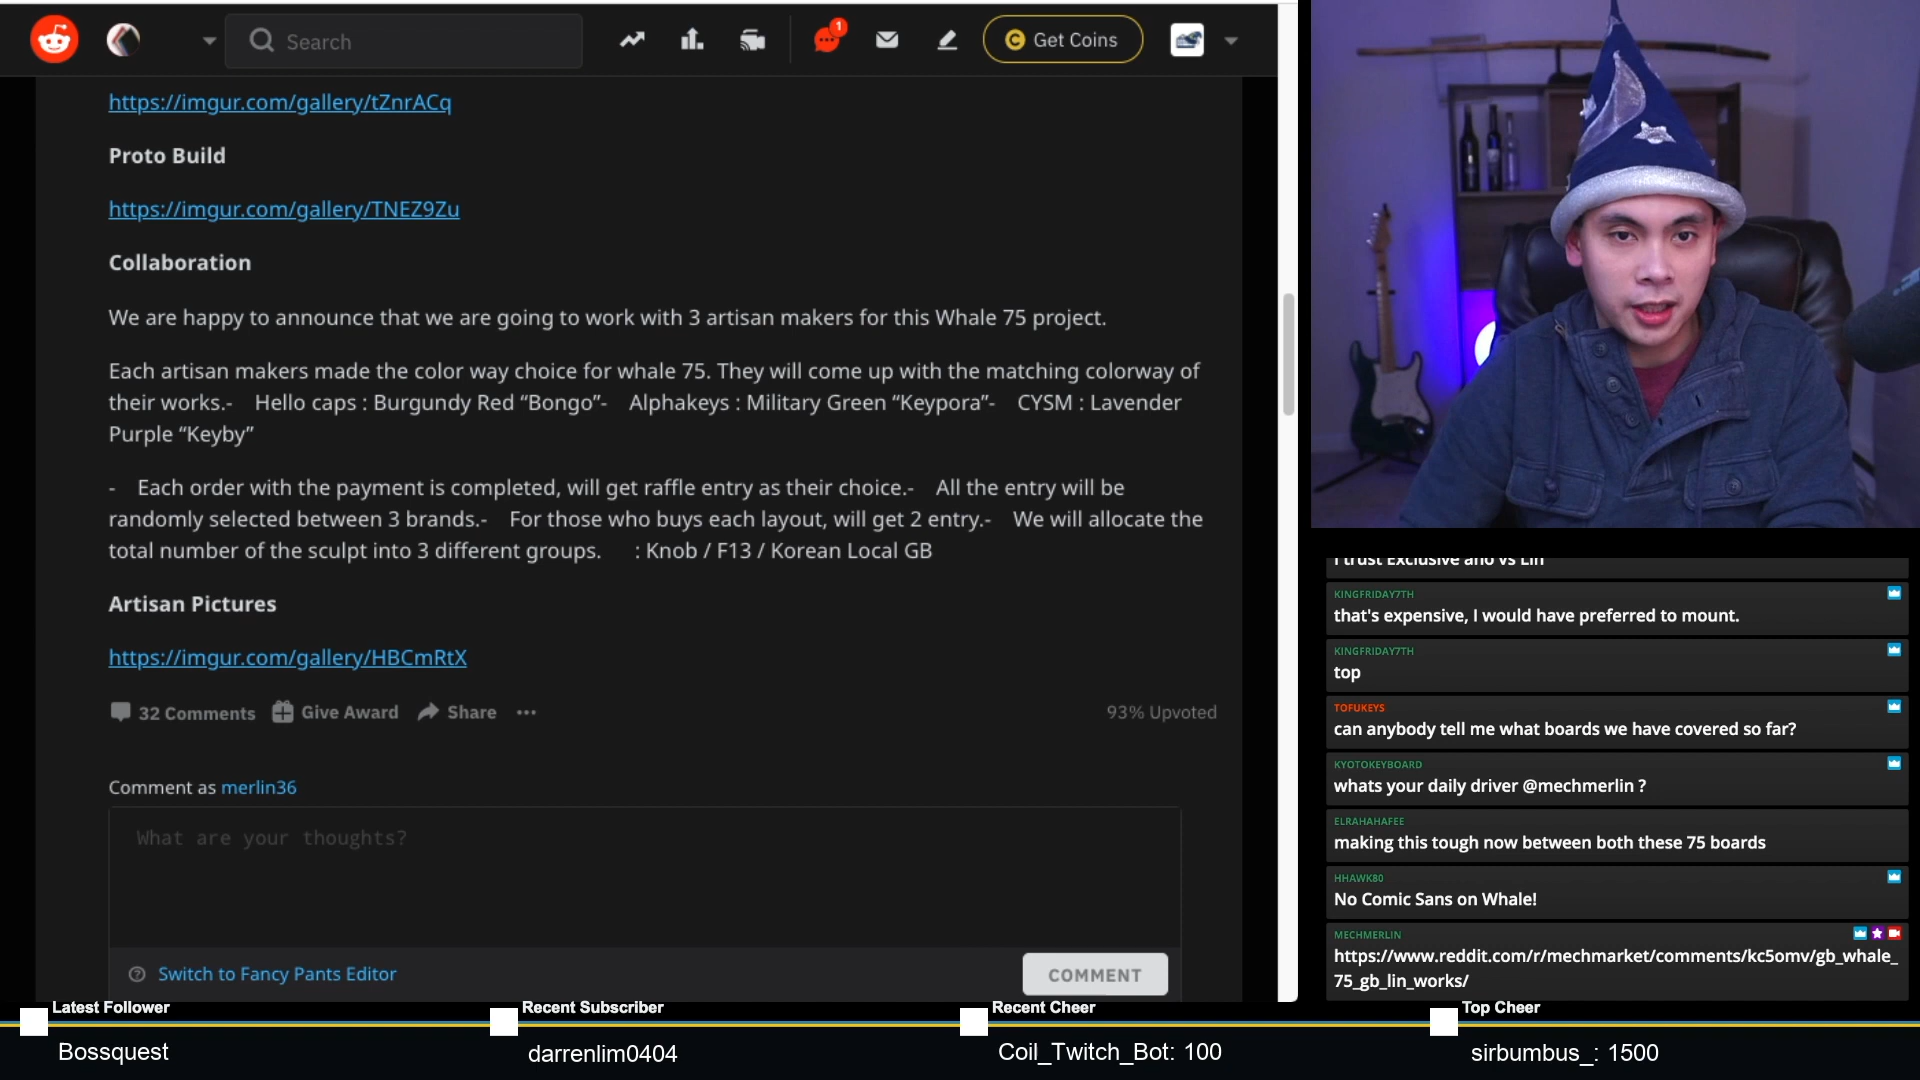 Search
1
Get Coins
https://imgur.com/gallery/tZnrACq
Proto Build
https://imgur.com/gallery/TNEZ9Zu
Collaboration
We are happy to announce that we are going to work with 3 artisan makers for this Whale 75 project.
Each artisan makers made the color way choice for whale 75. They will come up with the matching colorway of
their works.- Hello caps : Burgundy Red “Bongo”- Alphakeys : Military Green “Keypora”- CYSM : Lavender
Purple “Keyby”
- Each order with the payment is completed, will get raffle entry as their choice.- All the entry will be
randomly selected between 3 brands.- For those who buys each layout, will get 2 entry.- We will allocate the
total number of the sculpt into 3 different groups. : Knob / F13 / Korean Local GB
Artisan Pictures
https://imgur.com/gallery/HBCmRtX
32 Comments Give Award Share ···
93% Upvoted
Comment as merlin36
What are your thoughts?
Switch to Fancy Pants Editor
COMMENT
I trust Exclusive ano vs Lin
KINGFRIDAY7TH
that's expensive, I would have preferred to mount.
KINGFRIDAY7TH
top
TOFUKEYS
can anybody tell me what boards we have covered so far?
KYOTOKEYBOARD
whats your daily driver @mechmerlin ?
ELRAHAHAFEE
making this tough now between both these 75 boards
HHAWK80
No Comic Sans on Whale!
MECHMERLIN
https://www.reddit.com/r/mechmarket/comments/kc5omv/gb_whale_
75_gb_lin_works/
Latest Follower
Bossquest
Recent Subscriber
darrenlim0404
Recent Cheer
Coil_Twitch_Bot: 100
Top Cheer
sirbumbus_: 1500